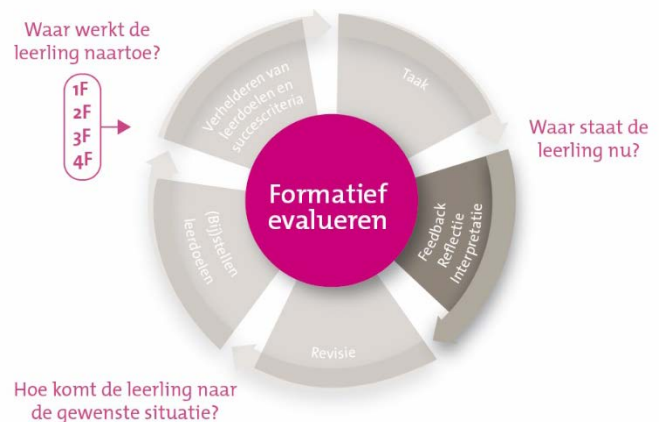 Waar werkt de
leerling naartoe?
1F
2F
3F
4F
Verhelderen van
leerdoelen en
succescriteria
Taak
Waar staat de
leerling nu?
Formatief
evalueren
Feedback
Reflectie
Interpretatie
(Bij)stellen
leerdoelen
Revisie
Hoe komt de leerling naar
de gewenste situatie?